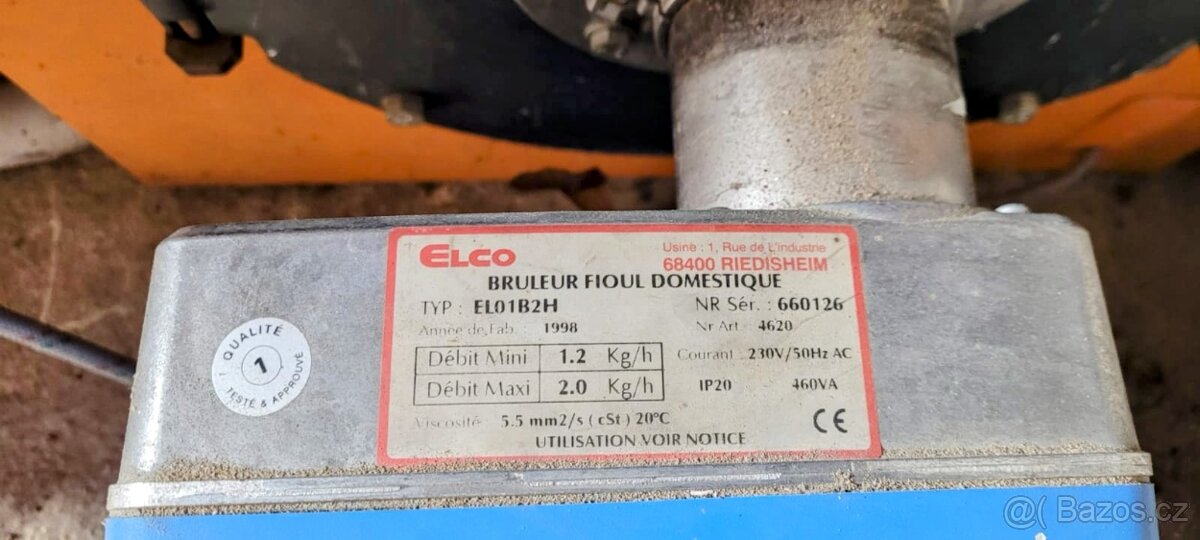 ELCO
Usine : 1, Rue de L'industrie
68400 RIEDISHEIM
BRULEUR FIOUL DOMESTIQUE
TYP : EL01B2H NR Sér. : 660126
Année de Fab. 1998 Nr Art. 4620
Débit Mini 1.2 Kg/h Courant 230V/50Hz AC
Débit Maxi 2.0 Kg/h IP20 460VA
Viscosité 5.5 mm2/s ( cSt ) 20°C
UTILISATION VOIR NOTICE
CE
QUALITÉ
1
TESTÉ & APPROUVÉ
@( Bazos.cz